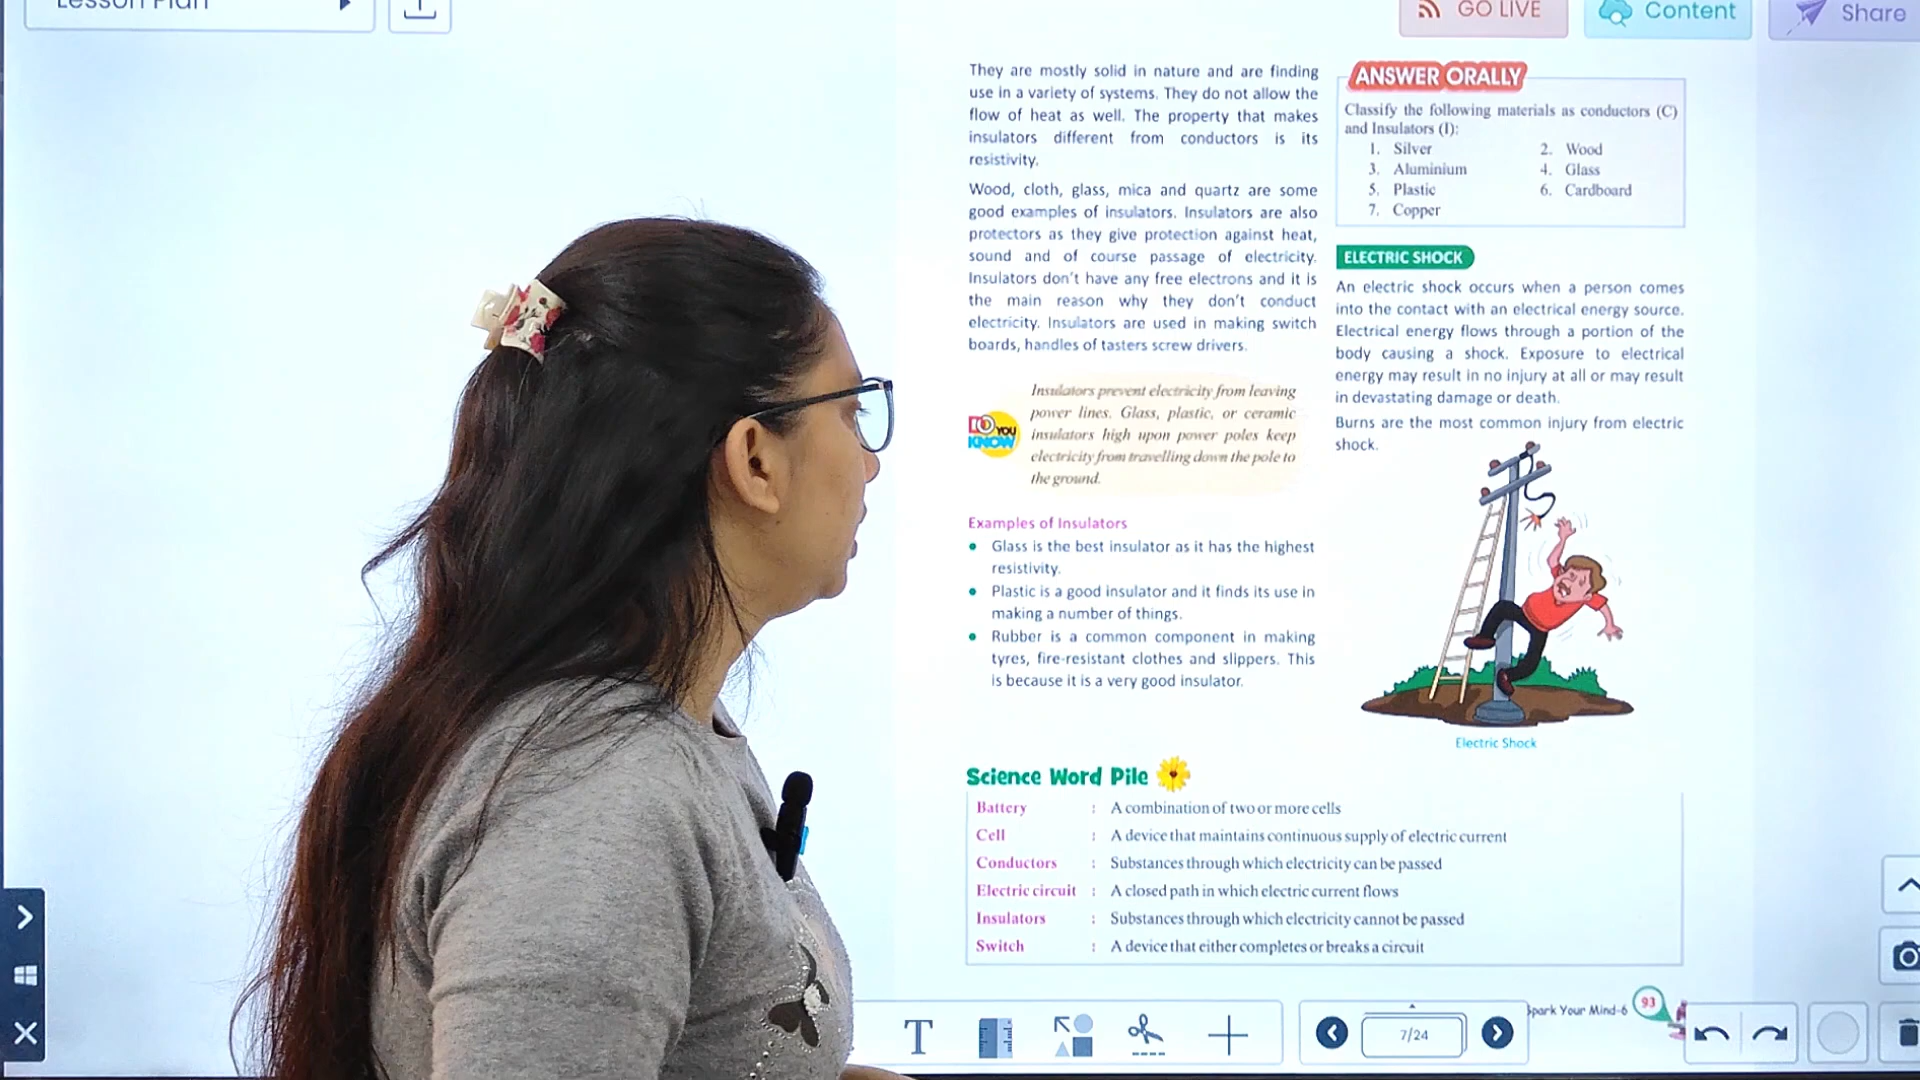 Lesson Plan
GO LIVE
Content
Share
They are mostly solid in nature and are finding
use in a variety of systems. They do not allow the
flow of heat as well. The property that makes
insulators different from conductors is its
resistivity.
Wood, cloth, glass, mica and quartz are some
good examples of insulators. Insulators are also
protectors as they give protection against heat,
sound and of course passage of electricity.
Insulators don't have any free electrons and it is
the main reason why they don't conduct
electricity. Insulators are used in making switch
boards, handles of tasters screw drivers.
DO YOU
KNOW
Insulators prevent electricity from leaving
power lines. Glass, plastic, or ceramic
insulators high upon power poles keep
electricity from travelling down the pole to
the ground.
Examples of Insulators
• Glass is the best insulator as it has the highest
resistivity.
• Plastic is a good insulator and it finds its use in
making a number of things.
• Rubber is a common component in making
tyres, fire-resistant clothes and slippers. This
is because it is a very good insulator.
ANSWER ORALLY
Classify the following materials as conductors (C)
and Insulators (I):
1. Silver 2. Wood
3. Aluminium 4. Glass
5. Plastic 6. Cardboard
7. Copper
ELECTRIC SHOCK
An electric shock occurs when a person comes
into the contact with an electrical energy source.
Electrical energy flows through a portion of the
body causing a shock. Exposure to electrical
energy may result in no injury at all or may result
in devastating damage or death.
Burns are the most common injury from electric
shock.
Electric Shock
Science Word Pile
Battery : A combination of two or more cells
Cell : A device that maintains continuous supply of electric current
Conductors : Substances through which electricity can be passed
Electric circuit : A closed path in which electric current flows
Insulators : Substances through which electricity cannot be passed
Switch : A device that either completes or breaks a circuit
Spark Your Mind-6 93
T
7/24